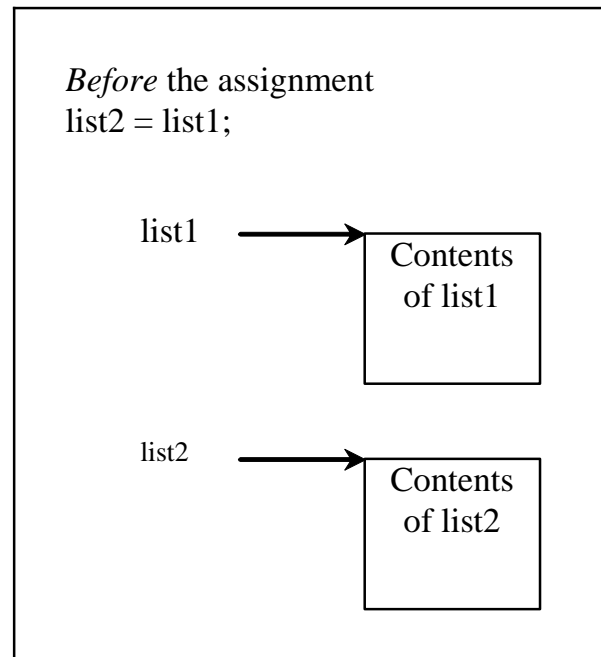 Before the assignment
list2 = list1;
list1
Contents
of list1
list2
Contents
of list2